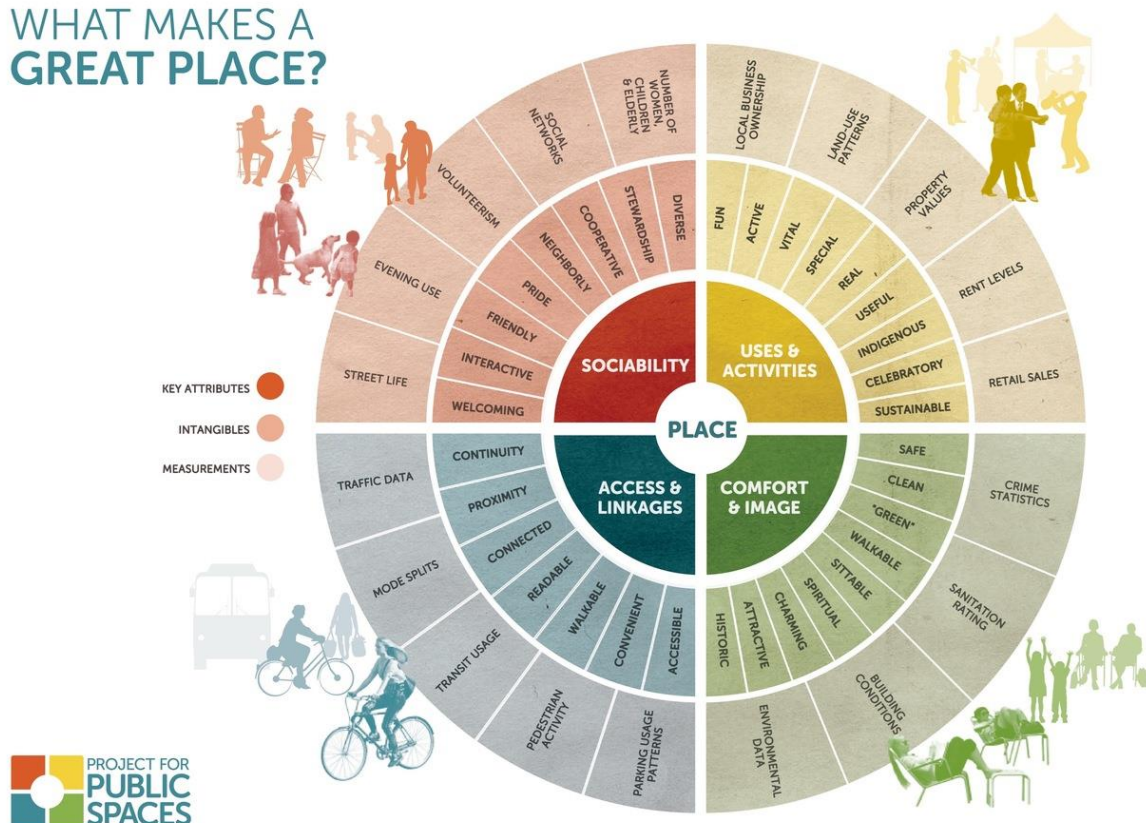 WHAT MAKES A
GREAT PLACE?
NUMBER OF
WOMEN,
CHILDREN
& ELDERLY
SOCIAL
NETWORKS
VOLUNTEERISM
EVENING USE
STREET LIFE
DIVERSE
STEWARDSHIP
COOPERATIVE
NEIGHBORLY
PRIDE
FRIENDLY
INTERACTIVE
WELCOMING
SOCIABILITY
LOCAL BUSINESS
OWNERSHIP
LAND-USE
PATTERNS
PROPERTY
VALUES
RENT LEVELS
RETAIL SALES
FUN
ACTIVE
VITAL
SPECIAL
REAL
USEFUL
INDIGENOUS
CELEBRATORY
SUSTAINABLE
USES &
ACTIVITIES
KEY ATTRIBUTES
INTANGIBLES
MEASUREMENTS
PLACE
ACCESS &
LINKAGES
CONTINUITY
PROXIMITY
CONNECTED
READABLE
WALKABLE
CONVENIENT
ACCESSIBLE
TRAFFIC DATA
MODE SPLITS
TRANSIT USAGE
PEDESTRIAN
ACTIVITY
PARKING USAGE
PATTERNS
COMFORT
& IMAGE
SAFE
CLEAN
"GREEN"
WALKABLE
SITTABLE
SPIRITUAL
CHARMING
ATTRACTIVE
HISTORIC
CRIME
STATISTICS
SANITATION
RATING
BUILDING
CONDITIONS
ENVIRONMENTAL
DATA
PROJECT FOR
PUBLIC
SPACES